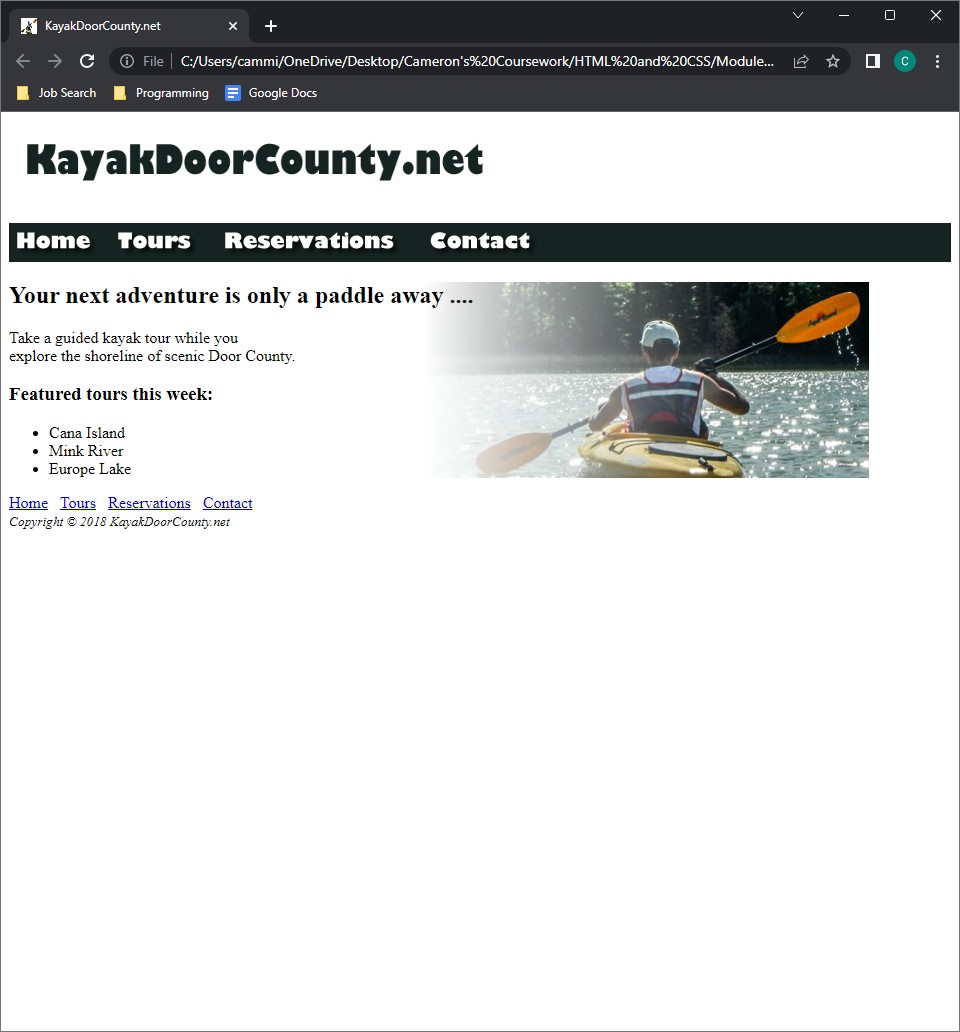 KayakDoorCounty.net
File | C:/Users/cammi/OneDrive/Desktop/Cameron's%20Coursework/HTML%20and%20CSS/Module...
C
Job Search Programming Google Docs
KayakDoorCounty.net
Home Tours Reservations Contact
Your next adventure is only a paddle away ....
Take a guided kayak tour while you
explore the shoreline of scenic Door County.
Featured tours this week:
• Cana Island
• Mink River
• Europe Lake
Home Tours Reservations Contact
Copyright © 2018 KayakDoorCounty.net